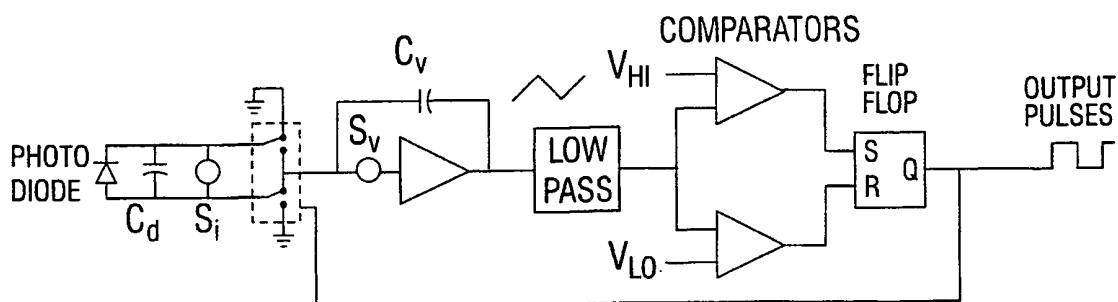 COMPARATORS
C_v
V_HI
FLIP
FLOP
OUTPUT
PULSES
PHOTO
DIODE
S_v
LOW
PASS
S
Q
R
C_d
S_i
V_LO